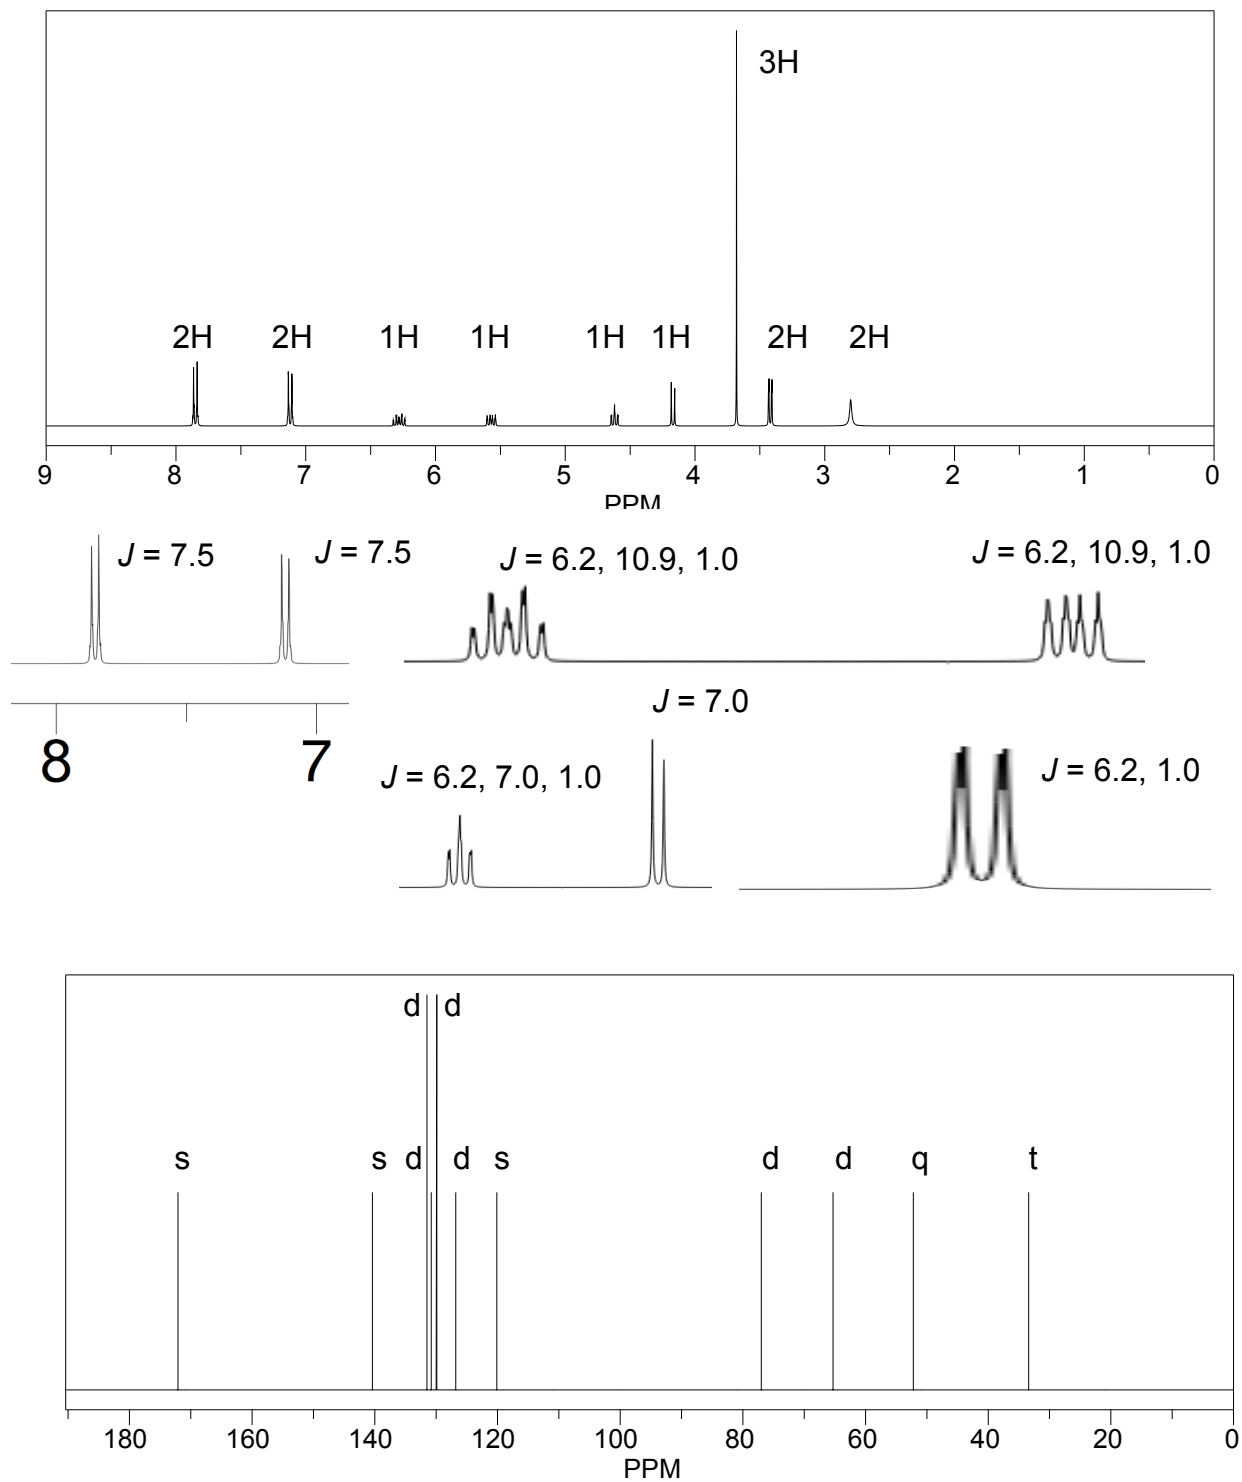 3H
2H 2H 1H 1H 1H 1H 2H 2H
9 8 7 6 5 4 3 2 1 0
PPM
J = 7.5 J = 7.5 J = 6.2, 10.9, 1.0 J = 6.2, 10.9, 1.0
J = 7.0
8 7
J = 6.2, 7.0, 1.0 J = 6.2, 1.0
d d
s s d d s d d q t
180 160 140 120 100 80 60 40 20 0
PPM